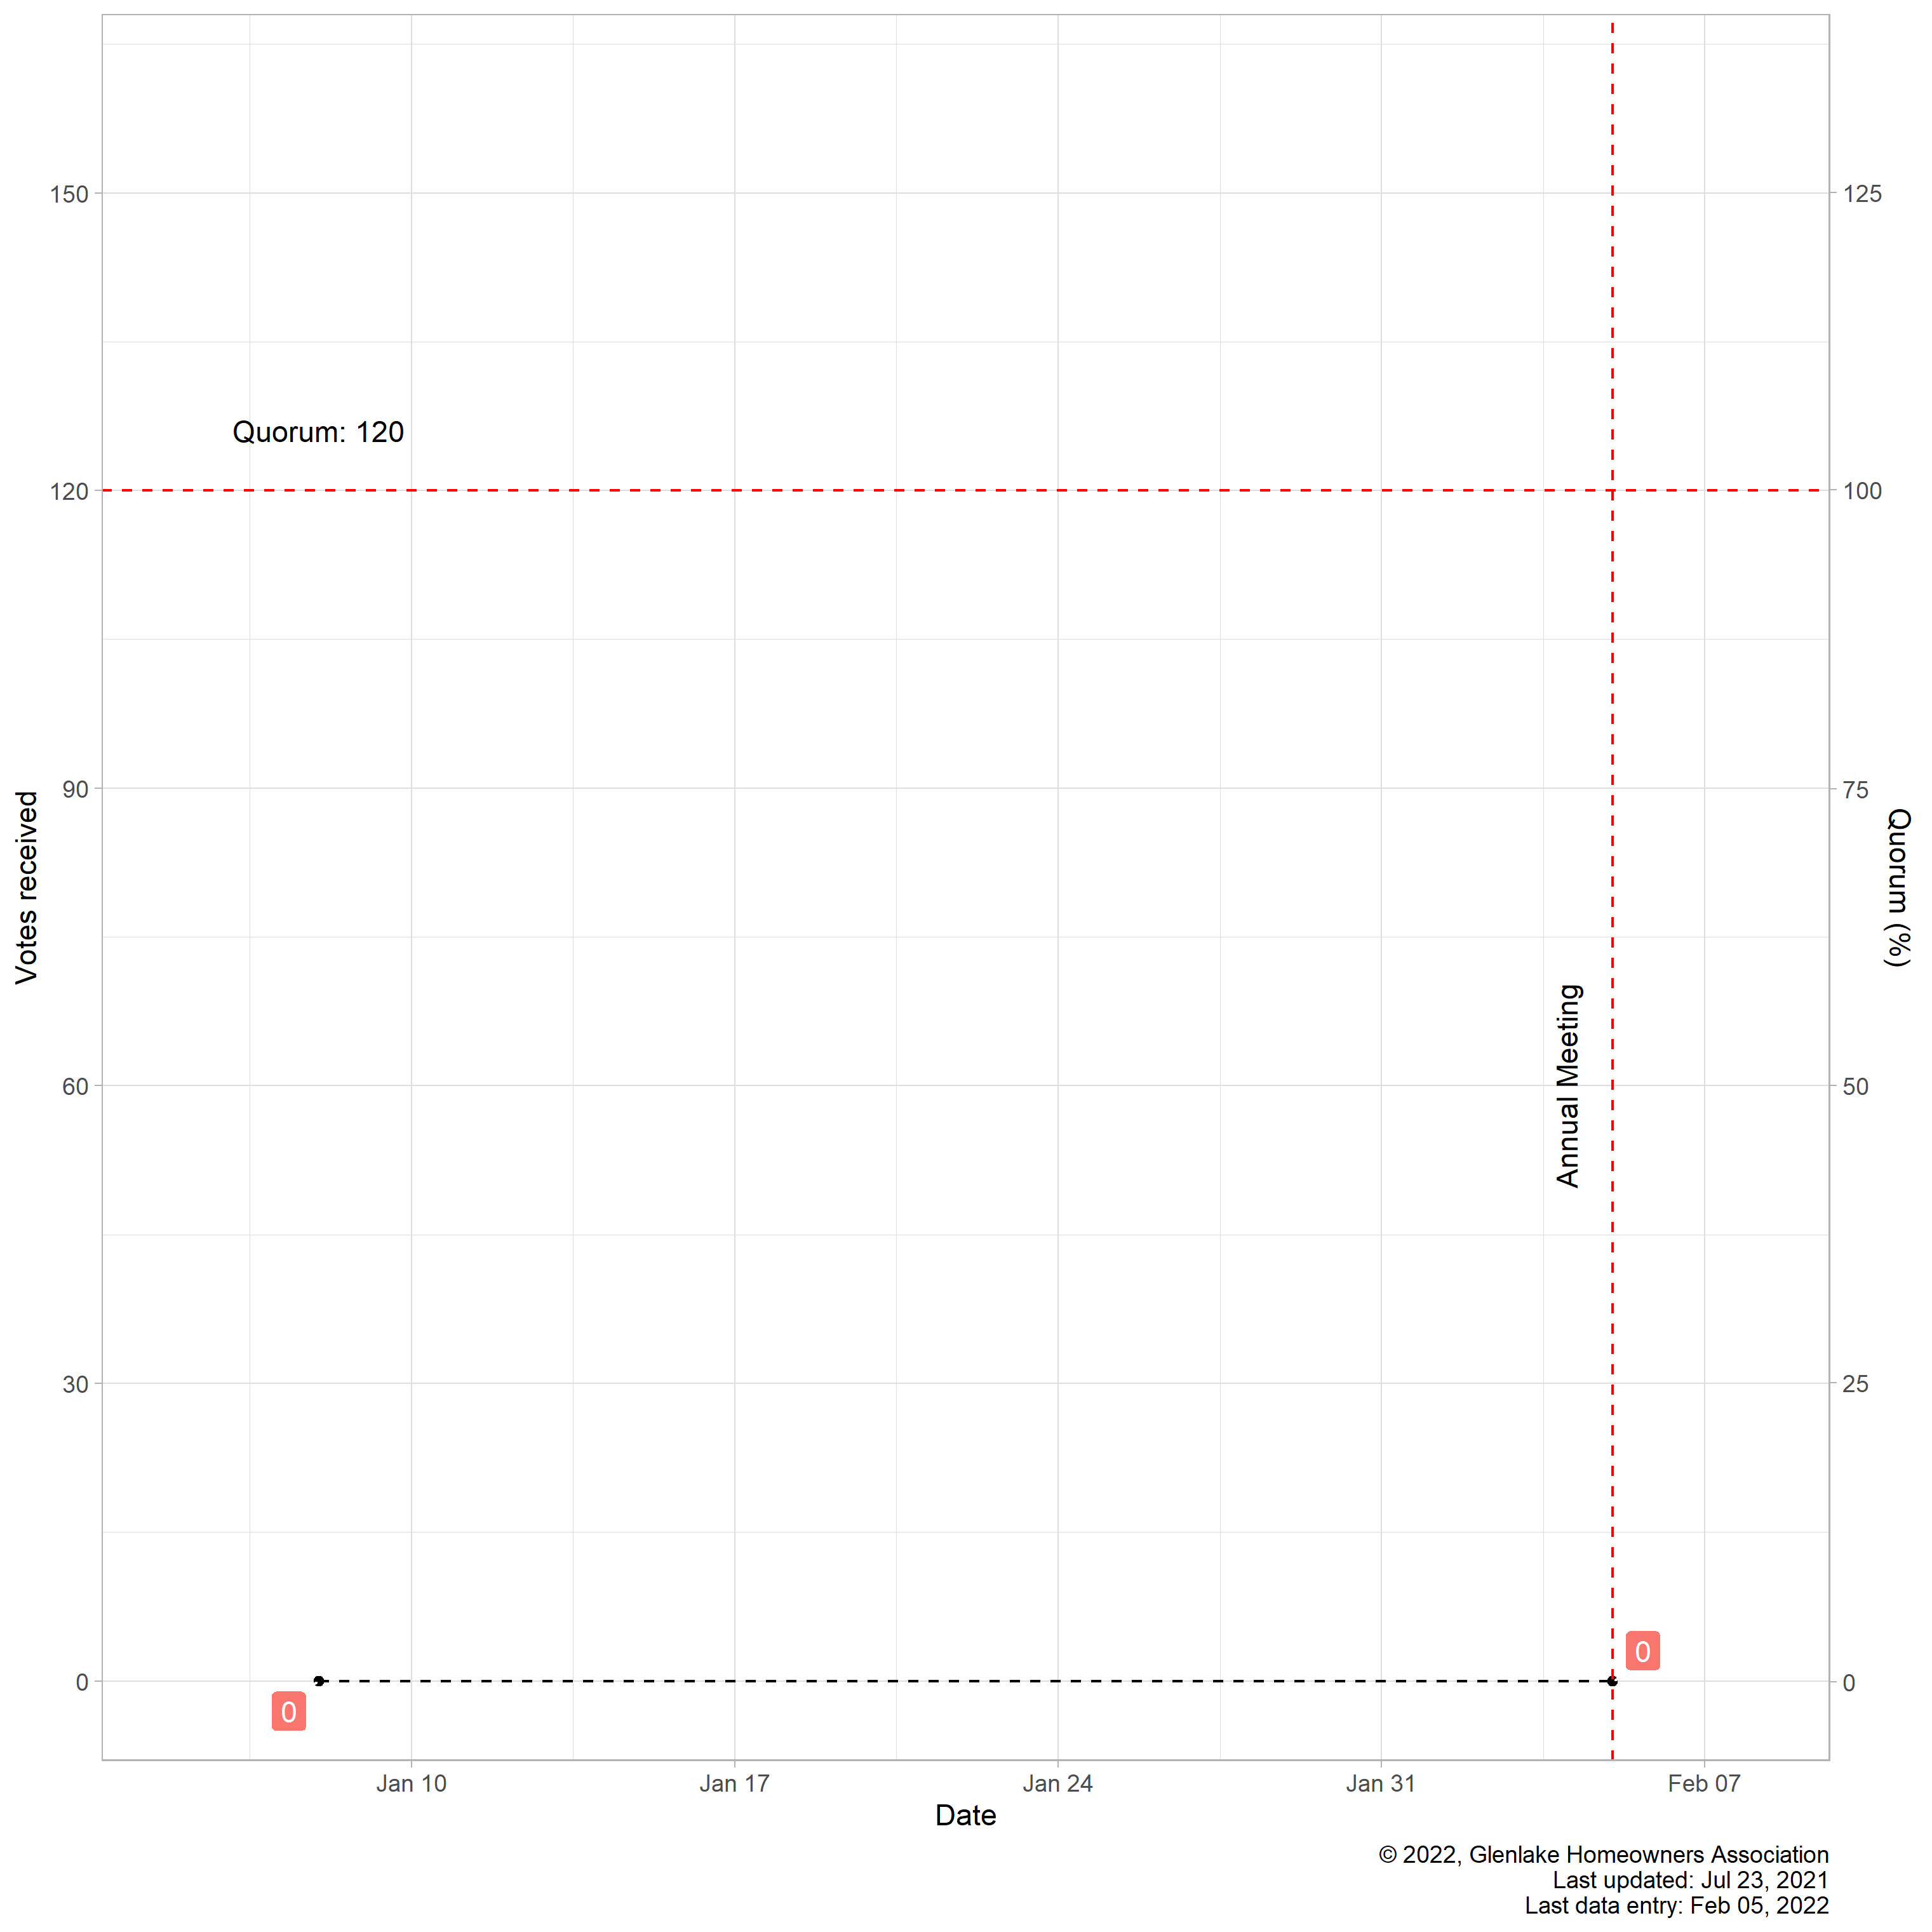 150
120
90
60
30
0
Votes received
Quorum: 120
Annual Meeting
0
0
125
100
75
50
25
0
Quorum (%)
Jan 10
Jan 17
Jan 24
Jan 31
Feb 07
Date
© 2022, Glenlake Homeowners Association
Last updated: Jul 23, 2021
Last data entry: Feb 05, 2022